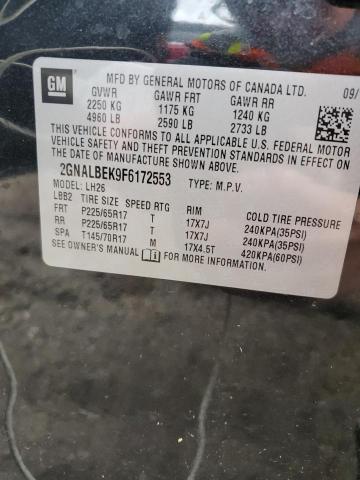 GM
MFD BY GENERAL MOTORS OF CANADA LTD. 09/
GVWR GAWR FRT GAWR RR
2250 KG 1175 KG 1240 KG
4960 LB 2590 LB 2733 LB
THIS VEHICLE CONFORMS TO ALL APPLICABLE U.S. FEDERAL MOTOR
VEHICLE SAFETY, BUMPER, AND THEFT PREVENTION STANDARDS
IN EFFECT ON THE DATE OF MANUFACTURE SHOWN ABOVE.
2GNALBEK9F6172553 TYPE: M.P.V.
MODEL: LH26
LBB2 TIRE SIZE SPEED RTG RIM COLD TIRE PRESSURE
FRT P225/65R17 T 17X7J 240KPA(35PSI)
RR P225/65R17 T 17X7J 240KPA(35PSI)
SPA T145/70R17 M 17X4.5T 420KPA(60PSI)
SEE OWNER'S MANUAL FOR MORE INFORMATION.